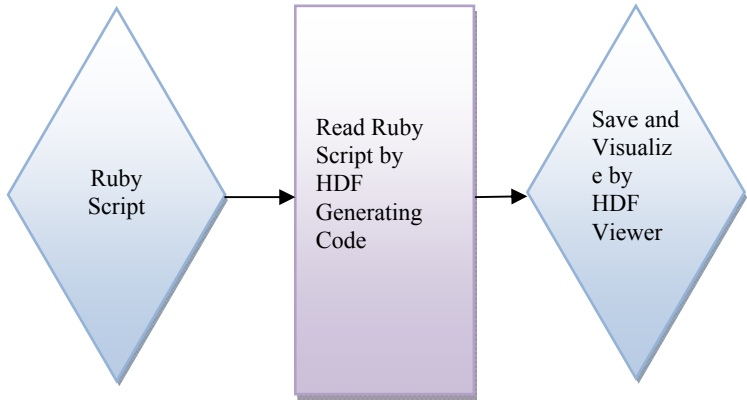 Ruby
Script
Read Ruby
Script by
HDF
Generating
Code
Save and
Visualiz
e by
HDF
Viewer